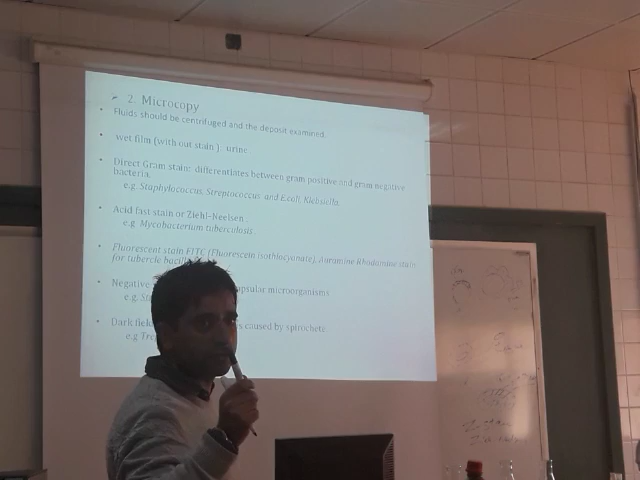 2. Microcopy
Fluids should be centrifuged and the deposit examined.
wet film (with out stain ) urine
Direct Gram stain: differentiates between gram positive and gram negative
bacteria.
e.g. Staphylococcus, Streptococcus and E.coli, Klebsiella.
Acid fast stain or Ziehl-Neelsen
e.g Mycobacterium tuberculosis.
Fluorescent stain FITC (Fluorescein isothiocyanate), Auramine Rhodamine stain
for tubercle bacilli
Negative capsular microorganisms
e.g.
Dark field caused by spirochete
e.g